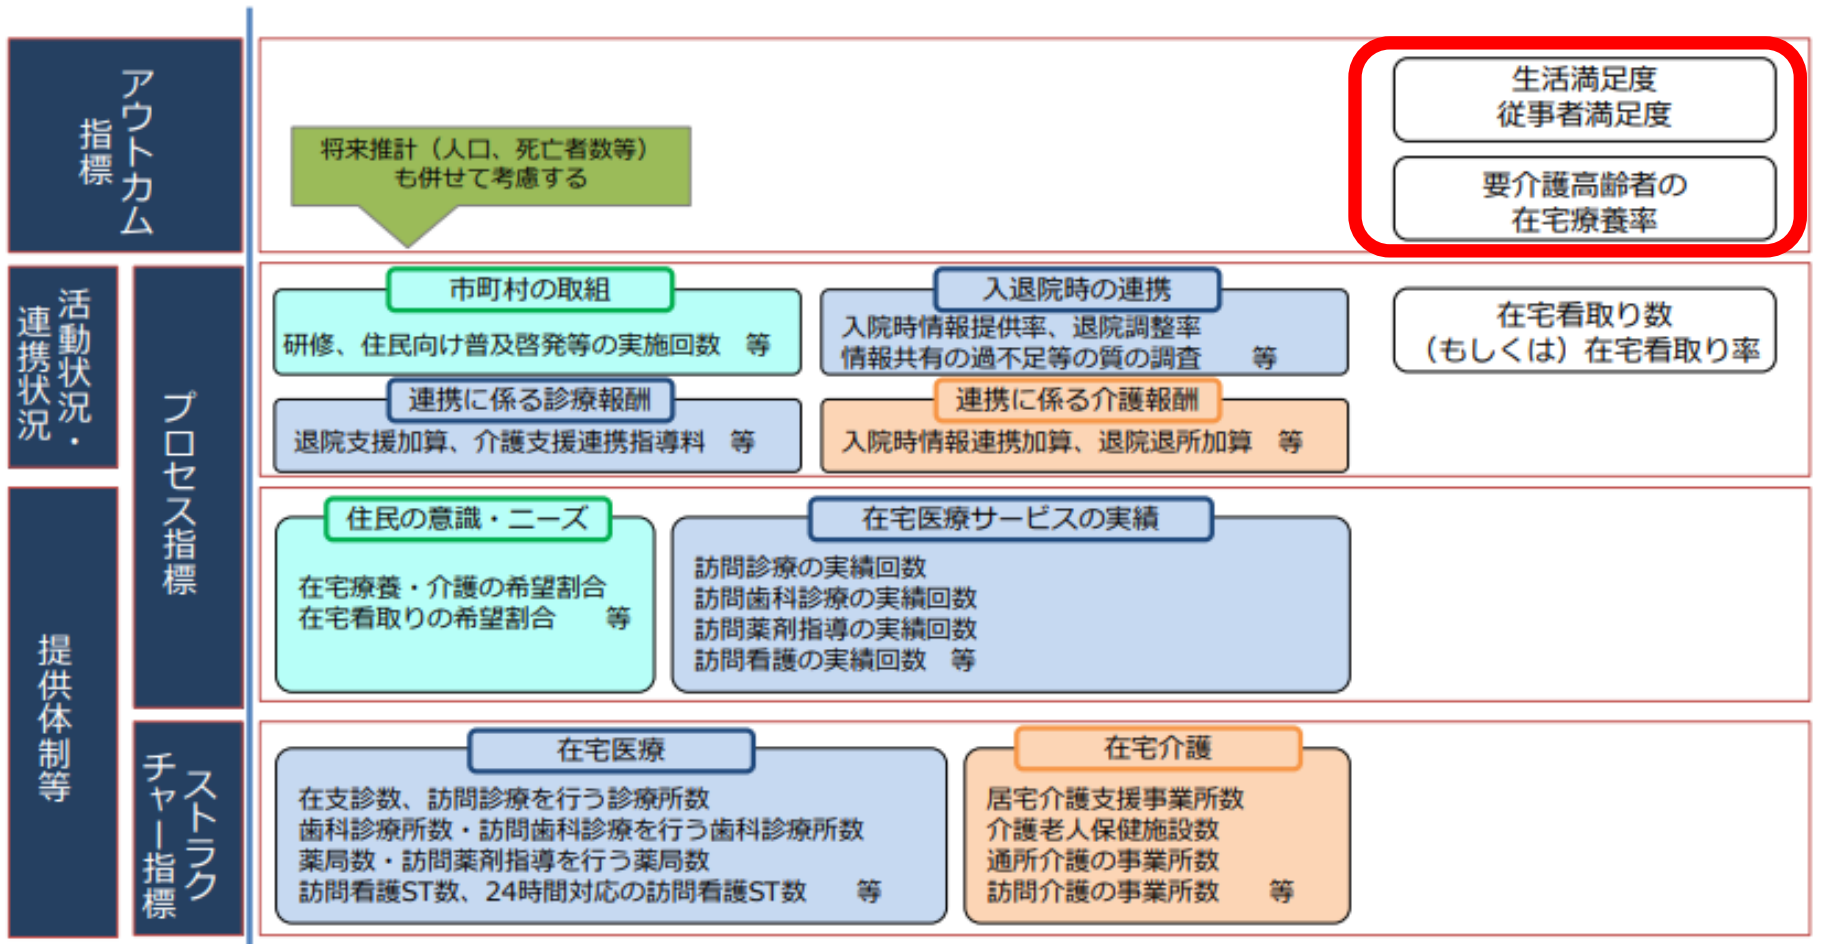 アウトカム
指標
将来推計（人口、死亡者数等）
も併せて考慮する
生活満足度
従事者満足度
要介護高齢者の
在宅療養率
活動状況・
連携状況
プロセス指標
市町村の取組
研修、住民向け普及啓発等の実施回数　等
入退院時の連携
入院時情報提供率、退院調整率
情報共有の過不足等の質の調査　　等
在宅看取り数
（もしくは）在宅看取り率
連携に係る診療報酬
退院支援加算、介護支援連携指導料　等
連携に係る介護報酬
入院時情報連携加算、退院退所加算　等
提供体制等
住民の意識・ニーズ
在宅療養・介護の希望割合
在宅看取りの希望割合　　等
在宅医療サービスの実績
訪問診療の実績回数
訪問歯科診療の実績回数
訪問薬剤指導の実績回数
訪問看護の実績回数　等
ストラク
チャー指標
在宅医療
在支診数、訪問診療を行う診療所数
歯科診療所数・訪問歯科診療を行う歯科診療所数
薬局数・訪問薬剤指導を行う薬局数
訪問看護ST数、24時間対応の訪問看護ST数　　等
在宅介護
居宅介護支援事業所数
介護老人保健施設数
通所介護の事業所数
訪問介護の事業所数　　等